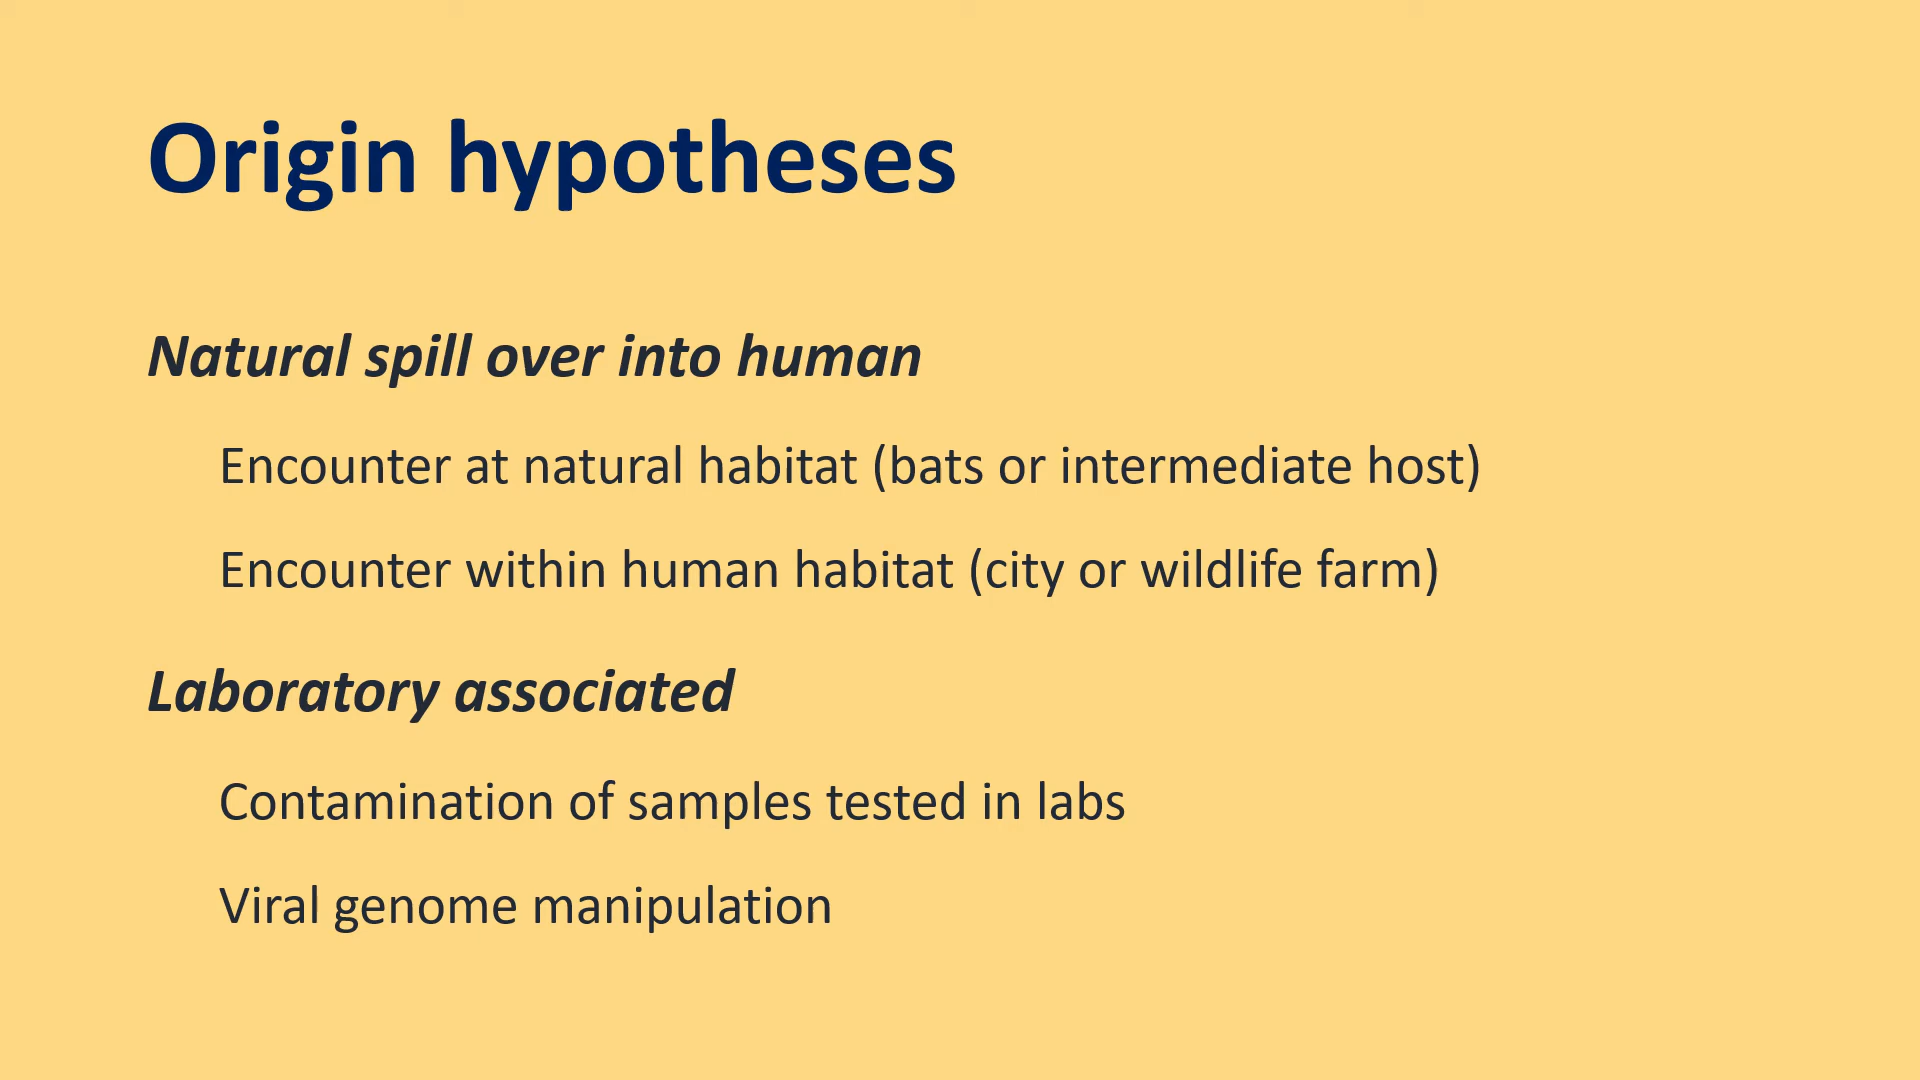 Origin hypotheses
Natural spill over into human
Encounter at natural habitat (bats or intermediate host)
Encounter within human habitat (city or wildlife farm)
Laboratory associated
Contamination of samples tested in labs
Viral genome manipulation